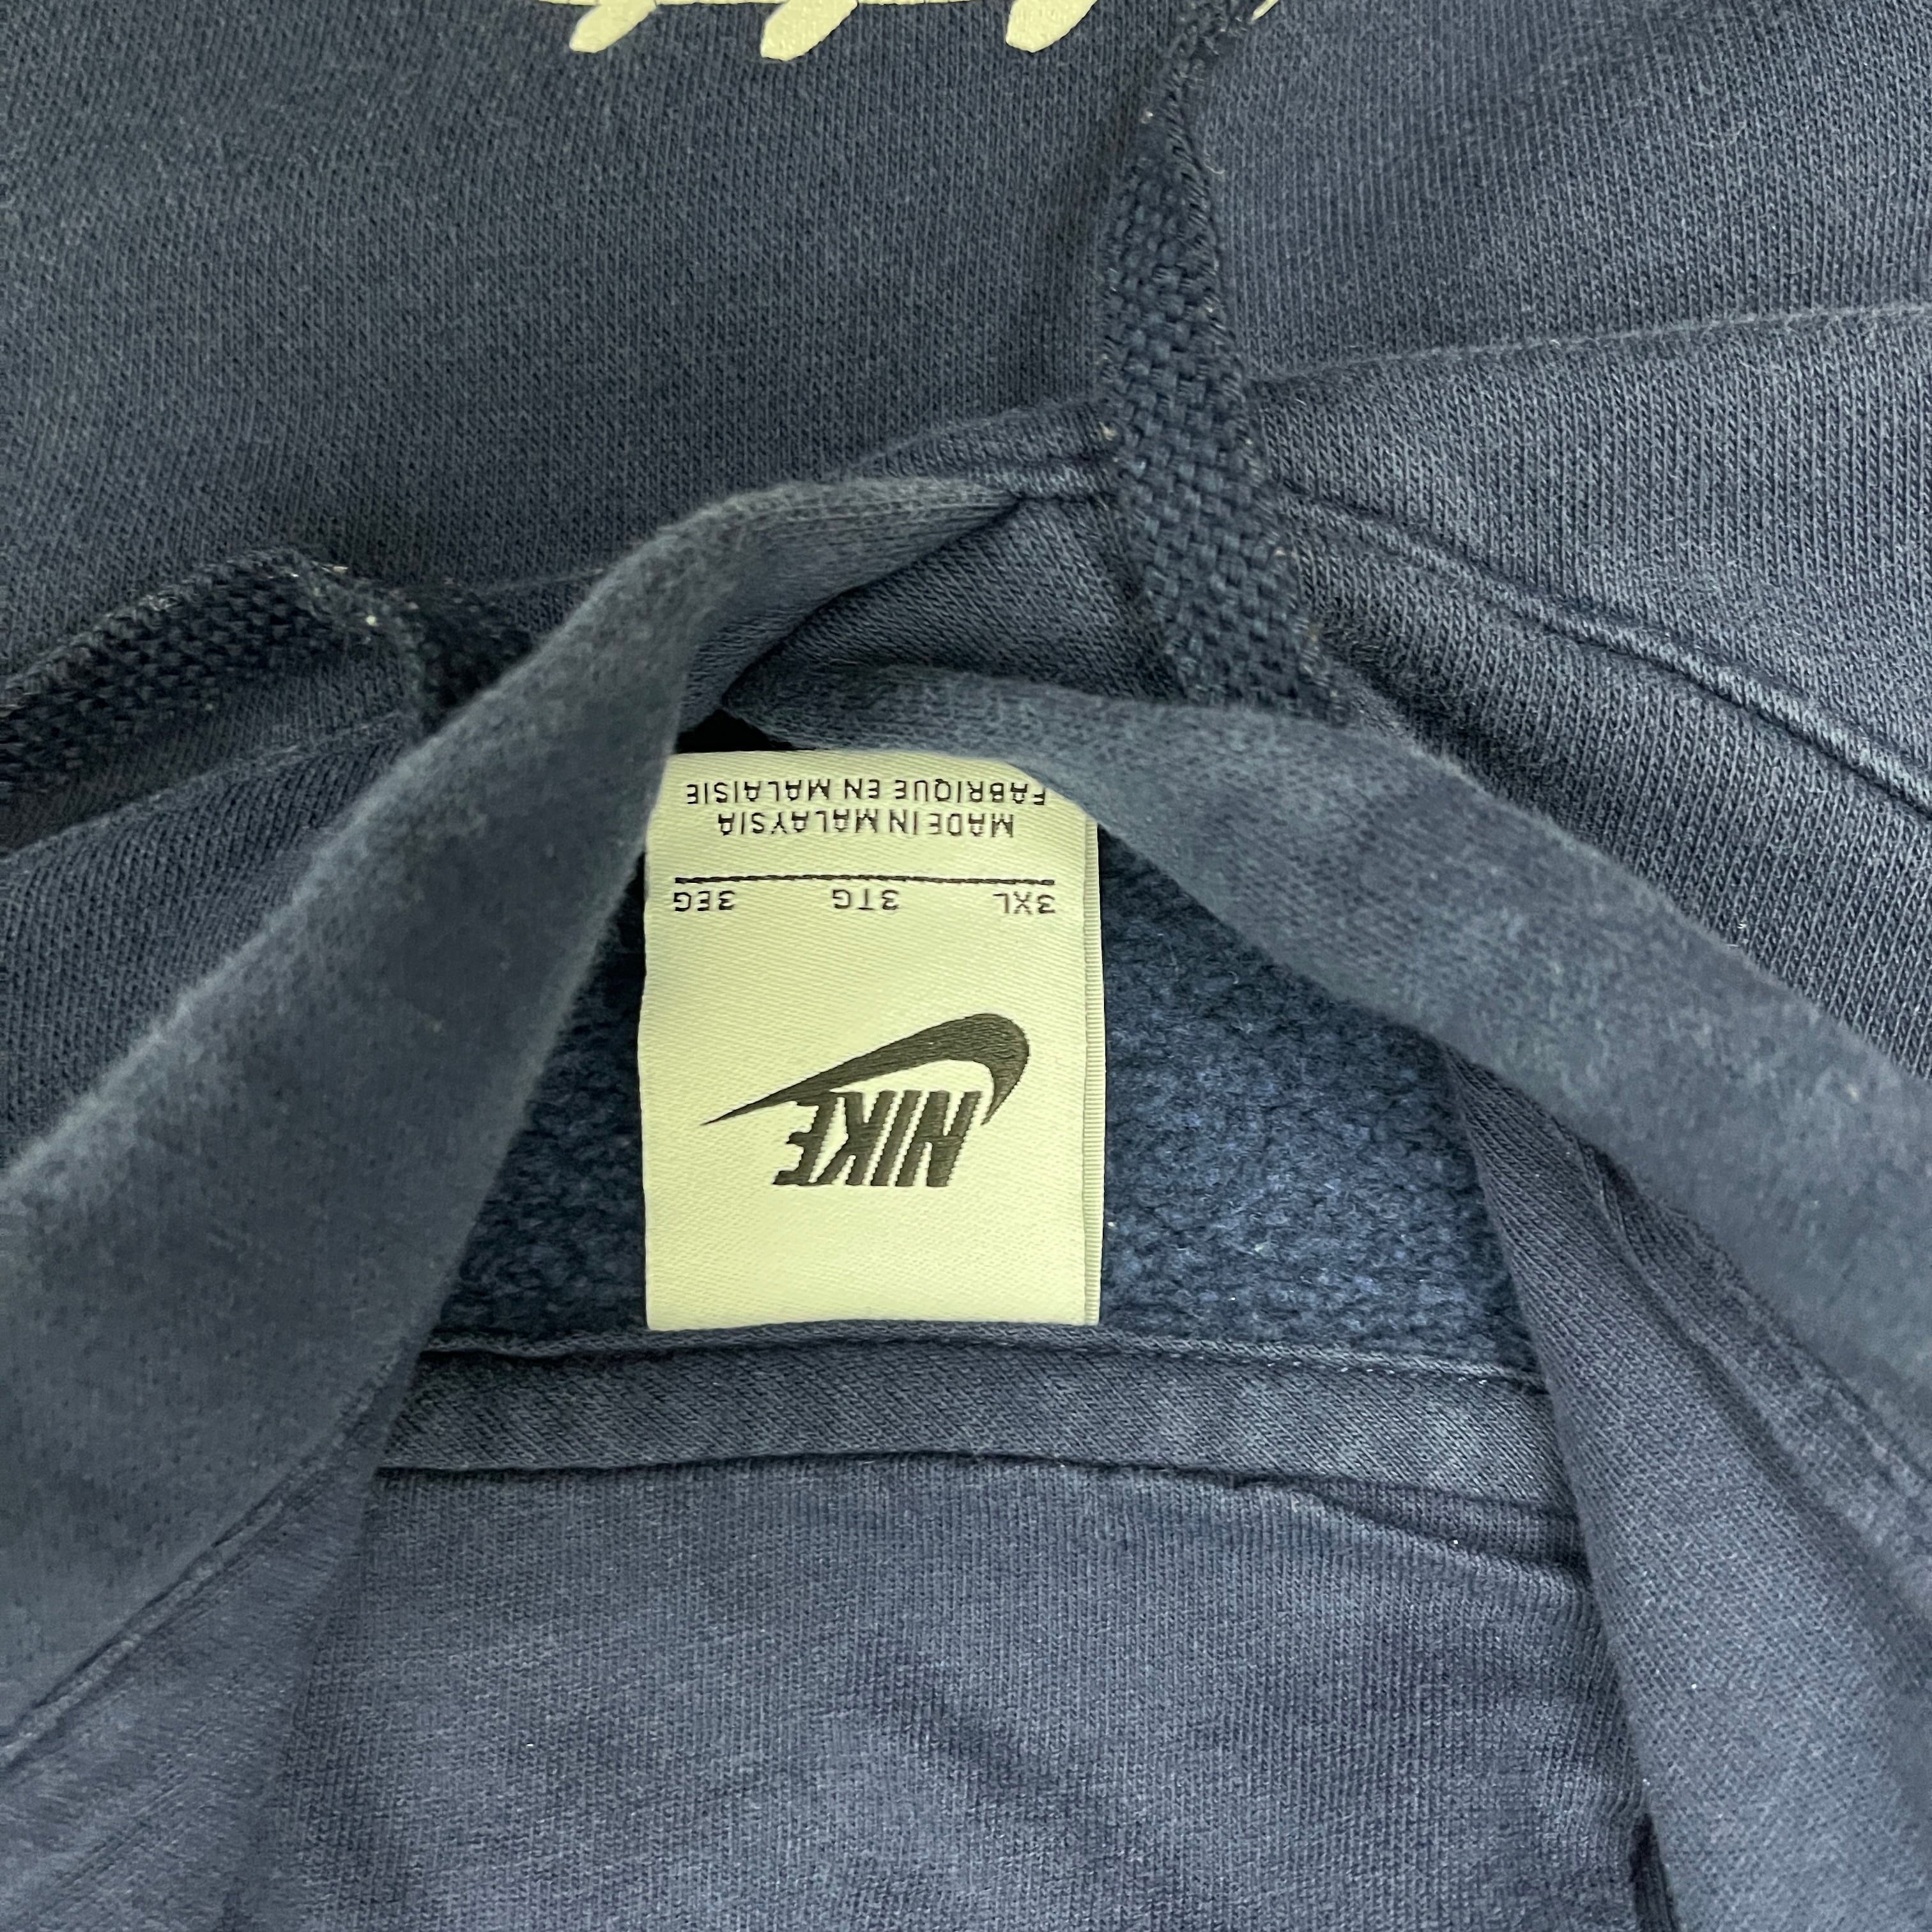 NIKE
3XL 3TG 3EG
MADE IN MALAYSIA
FABRIQUE EN MALAISIE